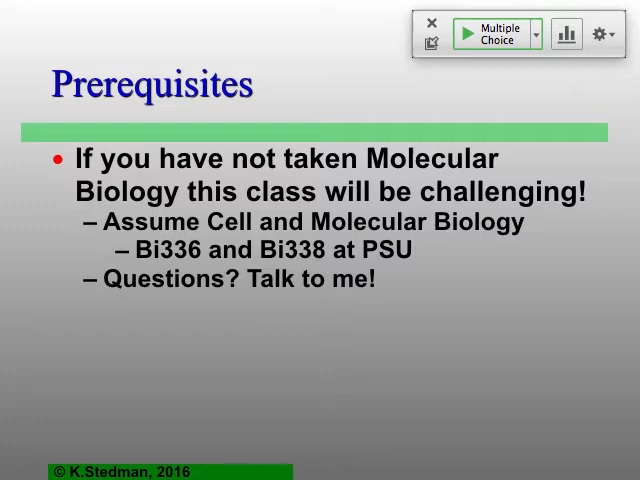 Multiple
Choice
Prerequisites
If you have not taken Molecular
Biology this class will be challenging!
– Assume Cell and Molecular Biology
– Bi336 and Bi338 at PSU
– Questions? Talk to me!
© K.Stedman, 2016